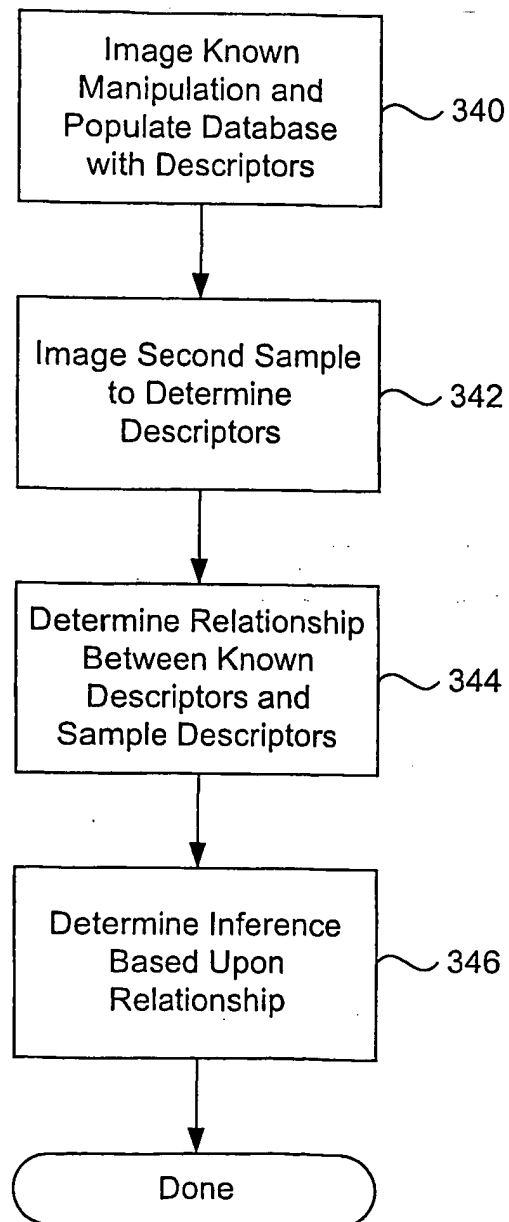 Image Known
Manipulation and
Populate Database
with Descriptors
340
Image Second Sample
to Determine
Descriptors
342
Determine Relationship
Between Known
Descriptors and
Sample Descriptors
344
Determine Inference
Based Upon
Relationship
346
Done